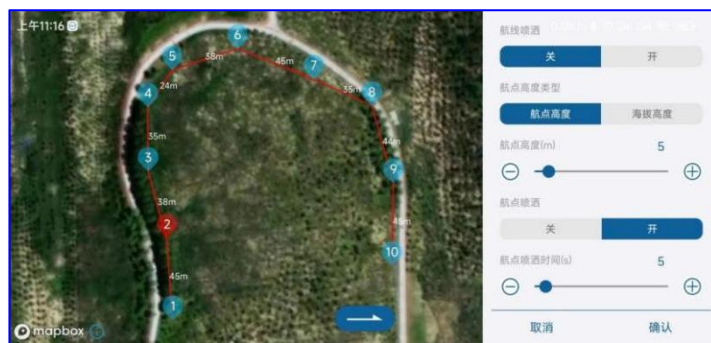 上午11:16
航线喷洒
关 开
航点高度类型
航点高度 海拔高度
航点高度(m) 5
航点喷洒
关 开
航点喷洒时间(s) 5
取消 确认
6
5
38m
45m
7
24m
4
35m
8
35m
44m
3
9
38m
2
45m
10
45m
1
mapbox